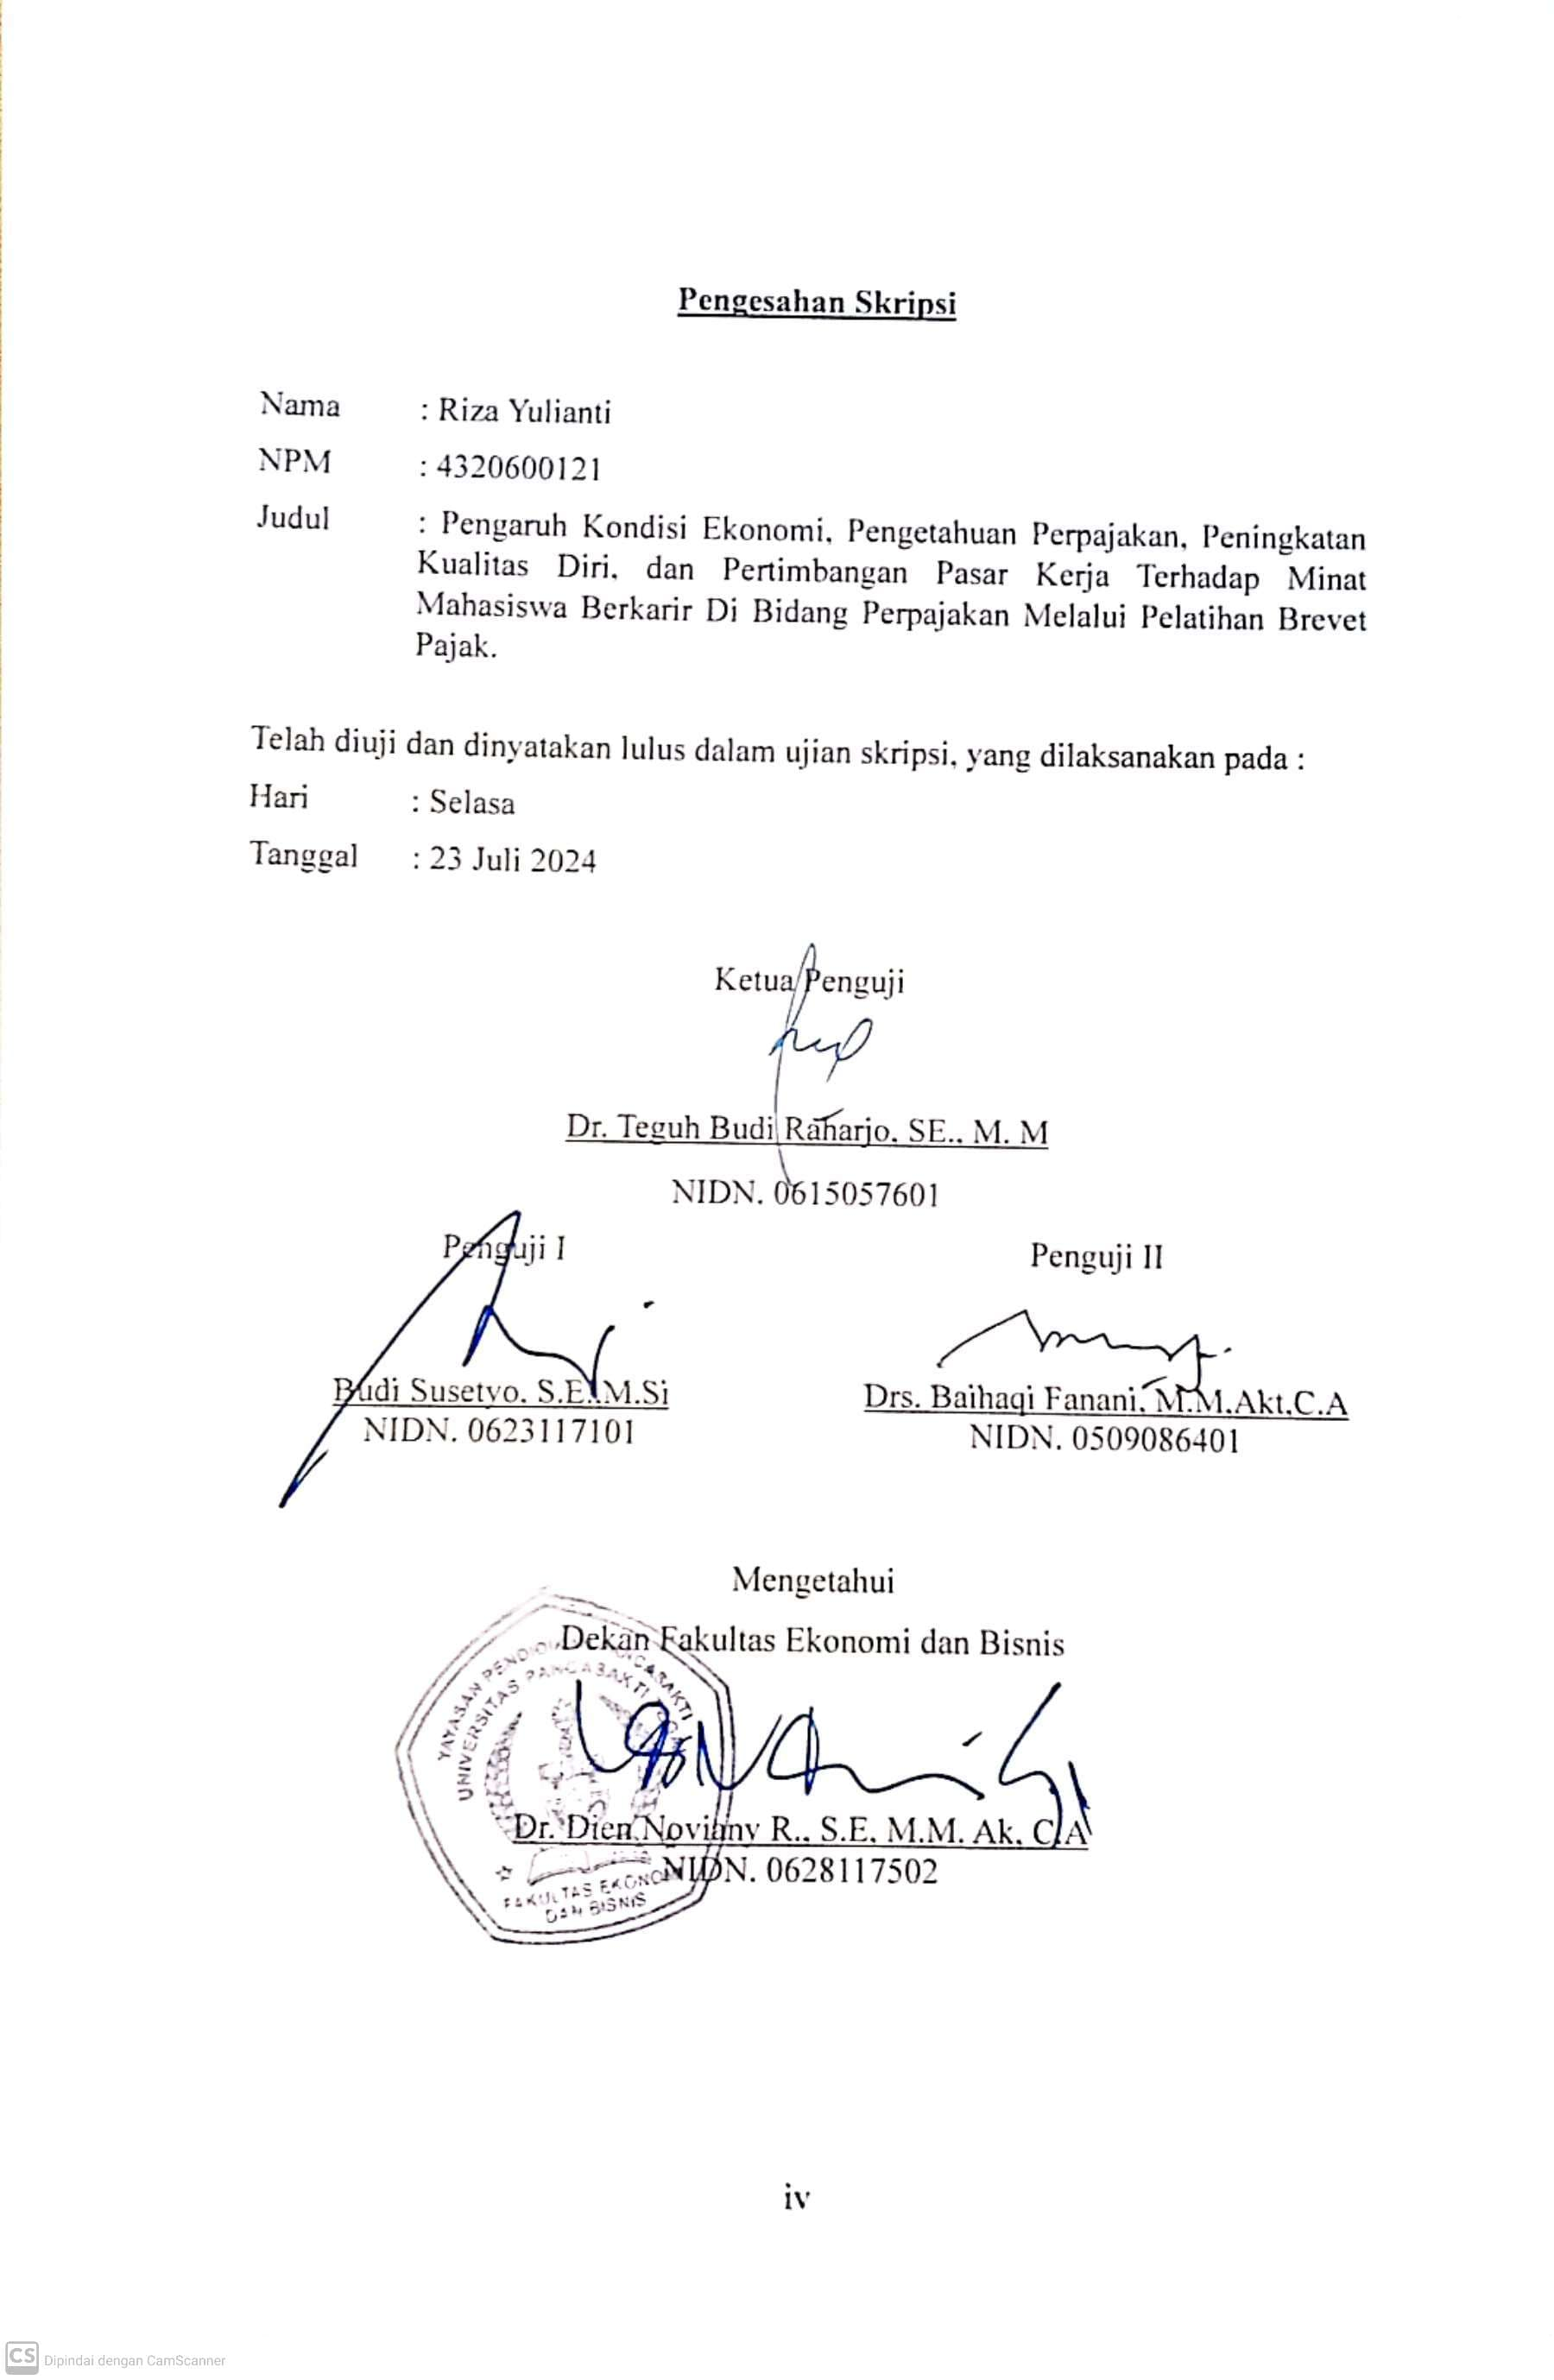 Pengesahan Skripsi
Nama : Riza Yulianti
NPM : 4320600121
Judul : Pengaruh Kondisi Ekonomi, Pengetahuan Perpajakan, Peningkatan
Kualitas Diri, dan Pertimbangan Pasar Kerja Terhadap Minat
Mahasiswa Berkarir Di Bidang Perpajakan Melalui Pelatihan Brevet
Pajak.
Telah diuji dan dinyatakan lulus dalam ujian skripsi, yang dilaksanakan pada :
Hari : Selasa
Tanggal : 23 Juli 2024
Ketua Penguji
Dr. Teguh Budi Raharjo, SE., M. M
NIDN. 0615057601
Penguji I
Budi Susetyo, S.E, M.Si
NIDN. 0623117101
Penguji II
Drs. Baihaqi Fanani, M.M.Akt,C.A
NIDN. 0509086401
Mengetahui
Dekan Fakultas Ekonomi dan Bisnis
YAYASAN
UNIVERSITAS PANCASAKTI
Dr. Dien Noviany R., S.E, M.M. Ak, C.A
NIDN. 0628117502
FAKULTAS EKONOMI
DAN BISNIS
iv
CS Dipindai dengan CamScanner